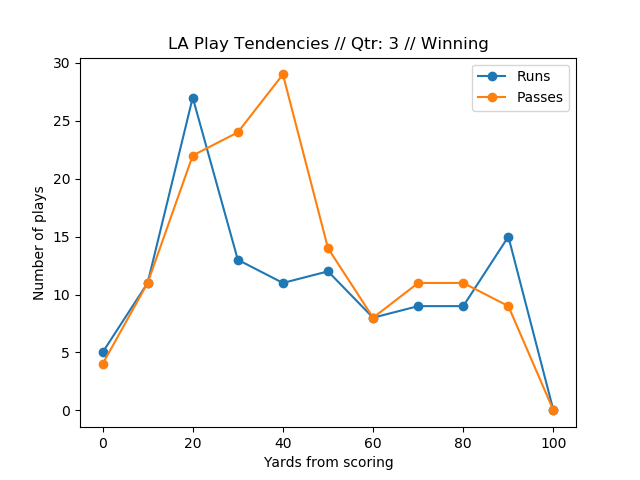 LA Play Tendencies // Qtr: 3 // Winning
Runs
Passes
Number of plays
30
25
20
15
10
5
0
0 20 40 60 80 100
Yards from scoring